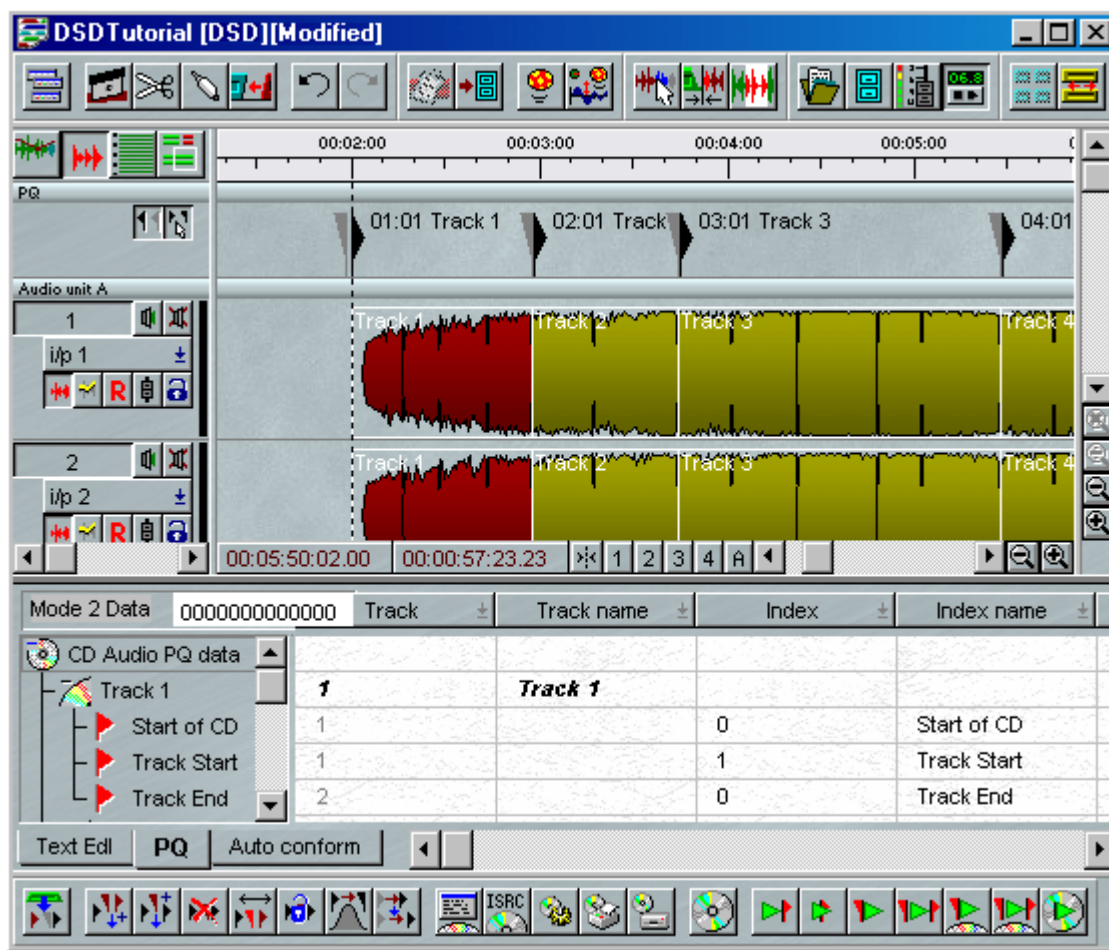 DSDTutorial [DSD][Modified]
06.8
00:02:00 00:03:00 00:04:00 00:05:00
PQ
01:01 Track 1 02:01 Track 03:01 Track 3 04:01
Audio unit A
1
Track 1 Track 2 Track 3 Track 4
i/p 1
R
2
Track 1 Track 2 Track 3 Track 4
i/p 2
R
00:05:50:02.00 00:00:57:23.23 1 2 3 4 A
Mode 2 Data 0000000000000 Track Track name Index Index name
CD Audio PQ data
Track 1 1 Track 1
Start of CD 1 0 Start of CD
Track Start 1 1 Track Start
Track End 2 0 Track End
Text Edl PQ Auto conform
ISRC